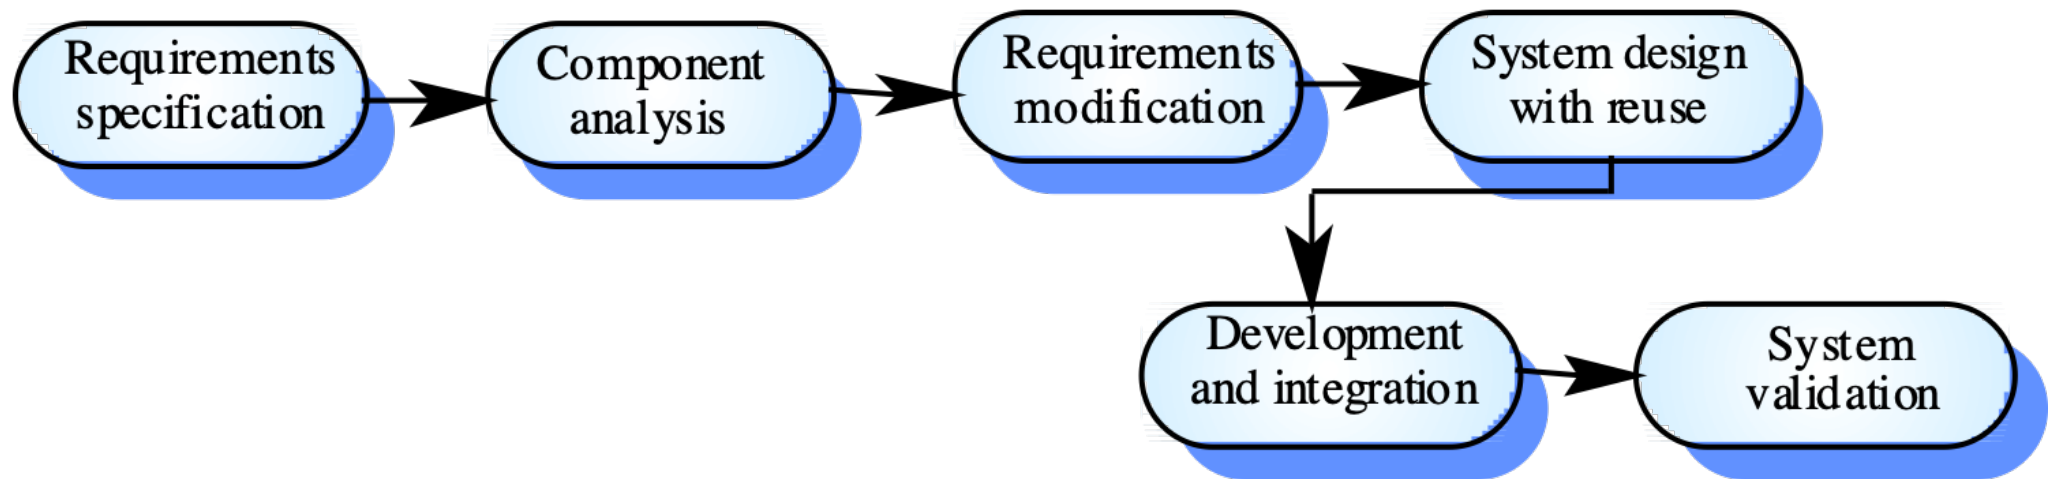 Requirements
specification
Component
analysis
Requirements
modification
System design
with reuse
Development
and integration
System
validation